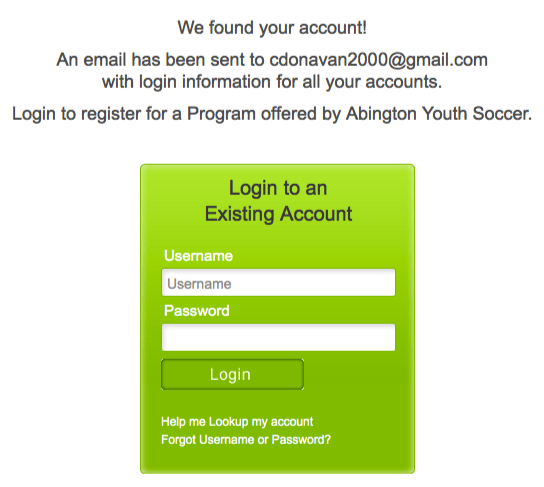 We found your account!
An email has been sent to cdonavan2000@gmail.com
with login information for all your accounts.
Login to register for a Program offered by Abington Youth Soccer.
Login to an
Existing Account
Username
Username
Password
Login
Help me Lookup my account
Forgot Username or Password?